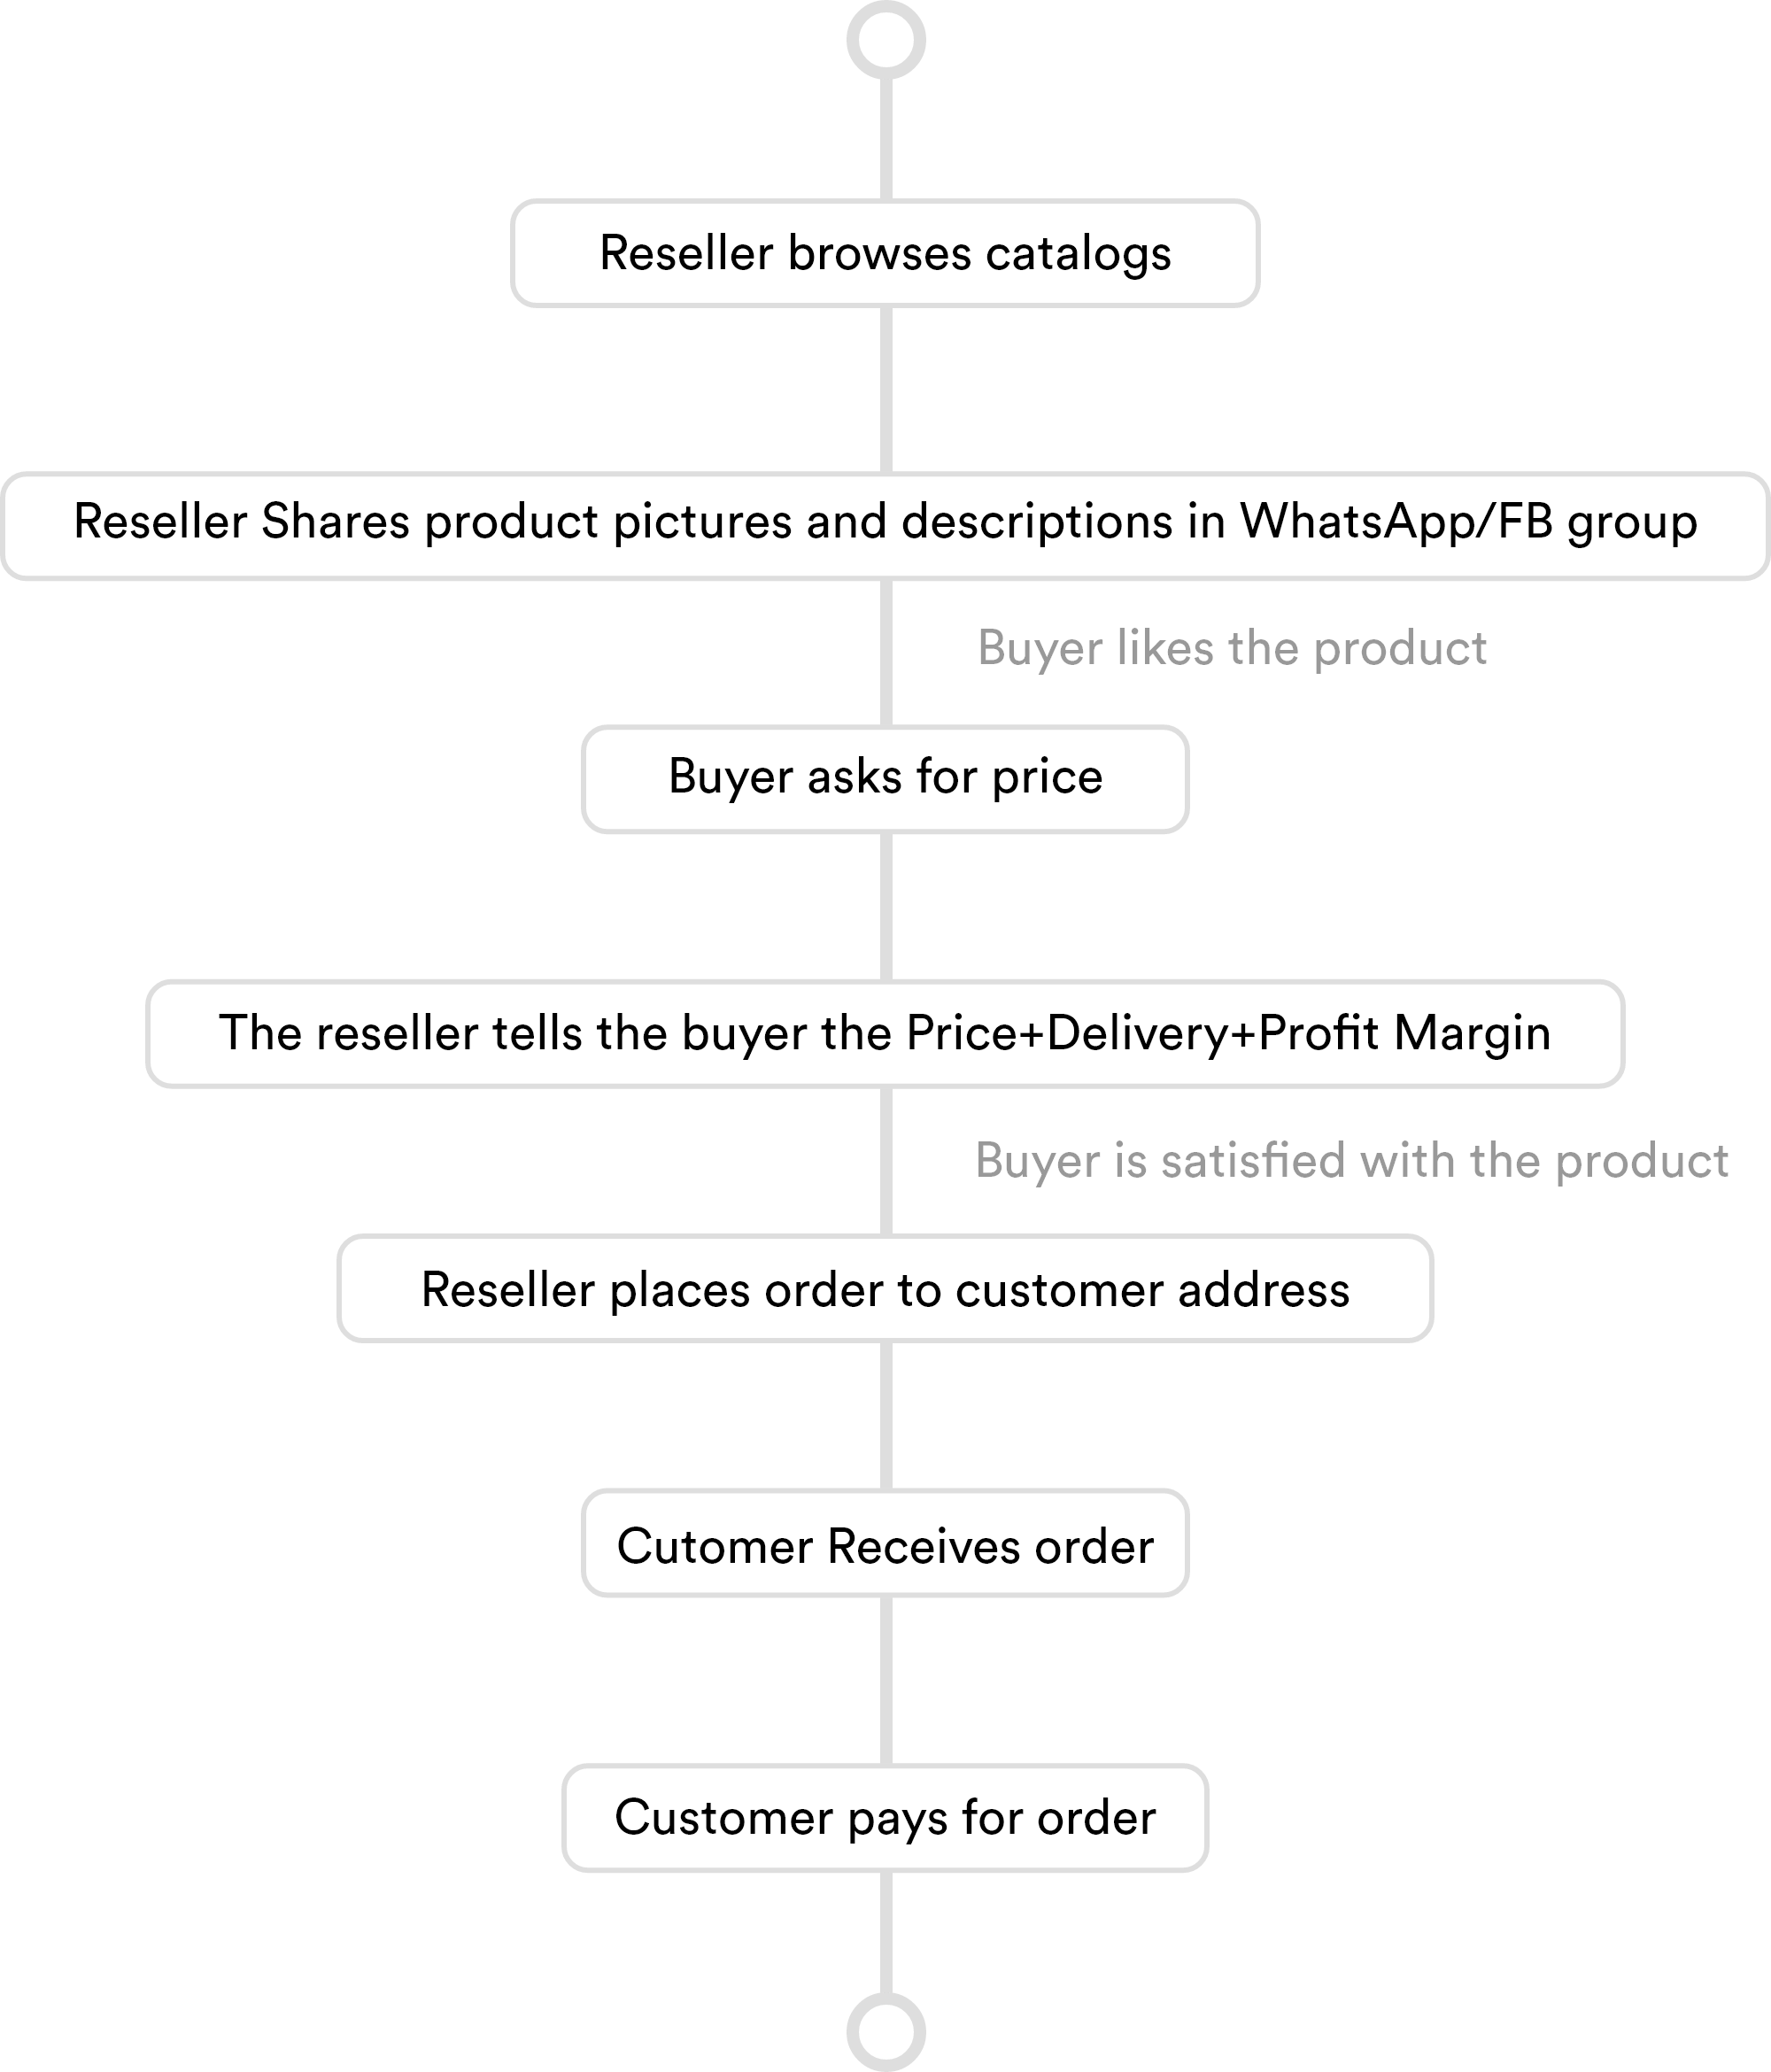 Reseller browses catalogs
Reseller Shares product pictures and descriptions in WhatsApp/FB group
Buyer likes the product
Buyer asks for price
The reseller tells the buyer the Price+Delivery+Profit Margin
Buyer is satisfied with the product
Reseller places order to customer address
Cutomer Receives order
Customer pays for order